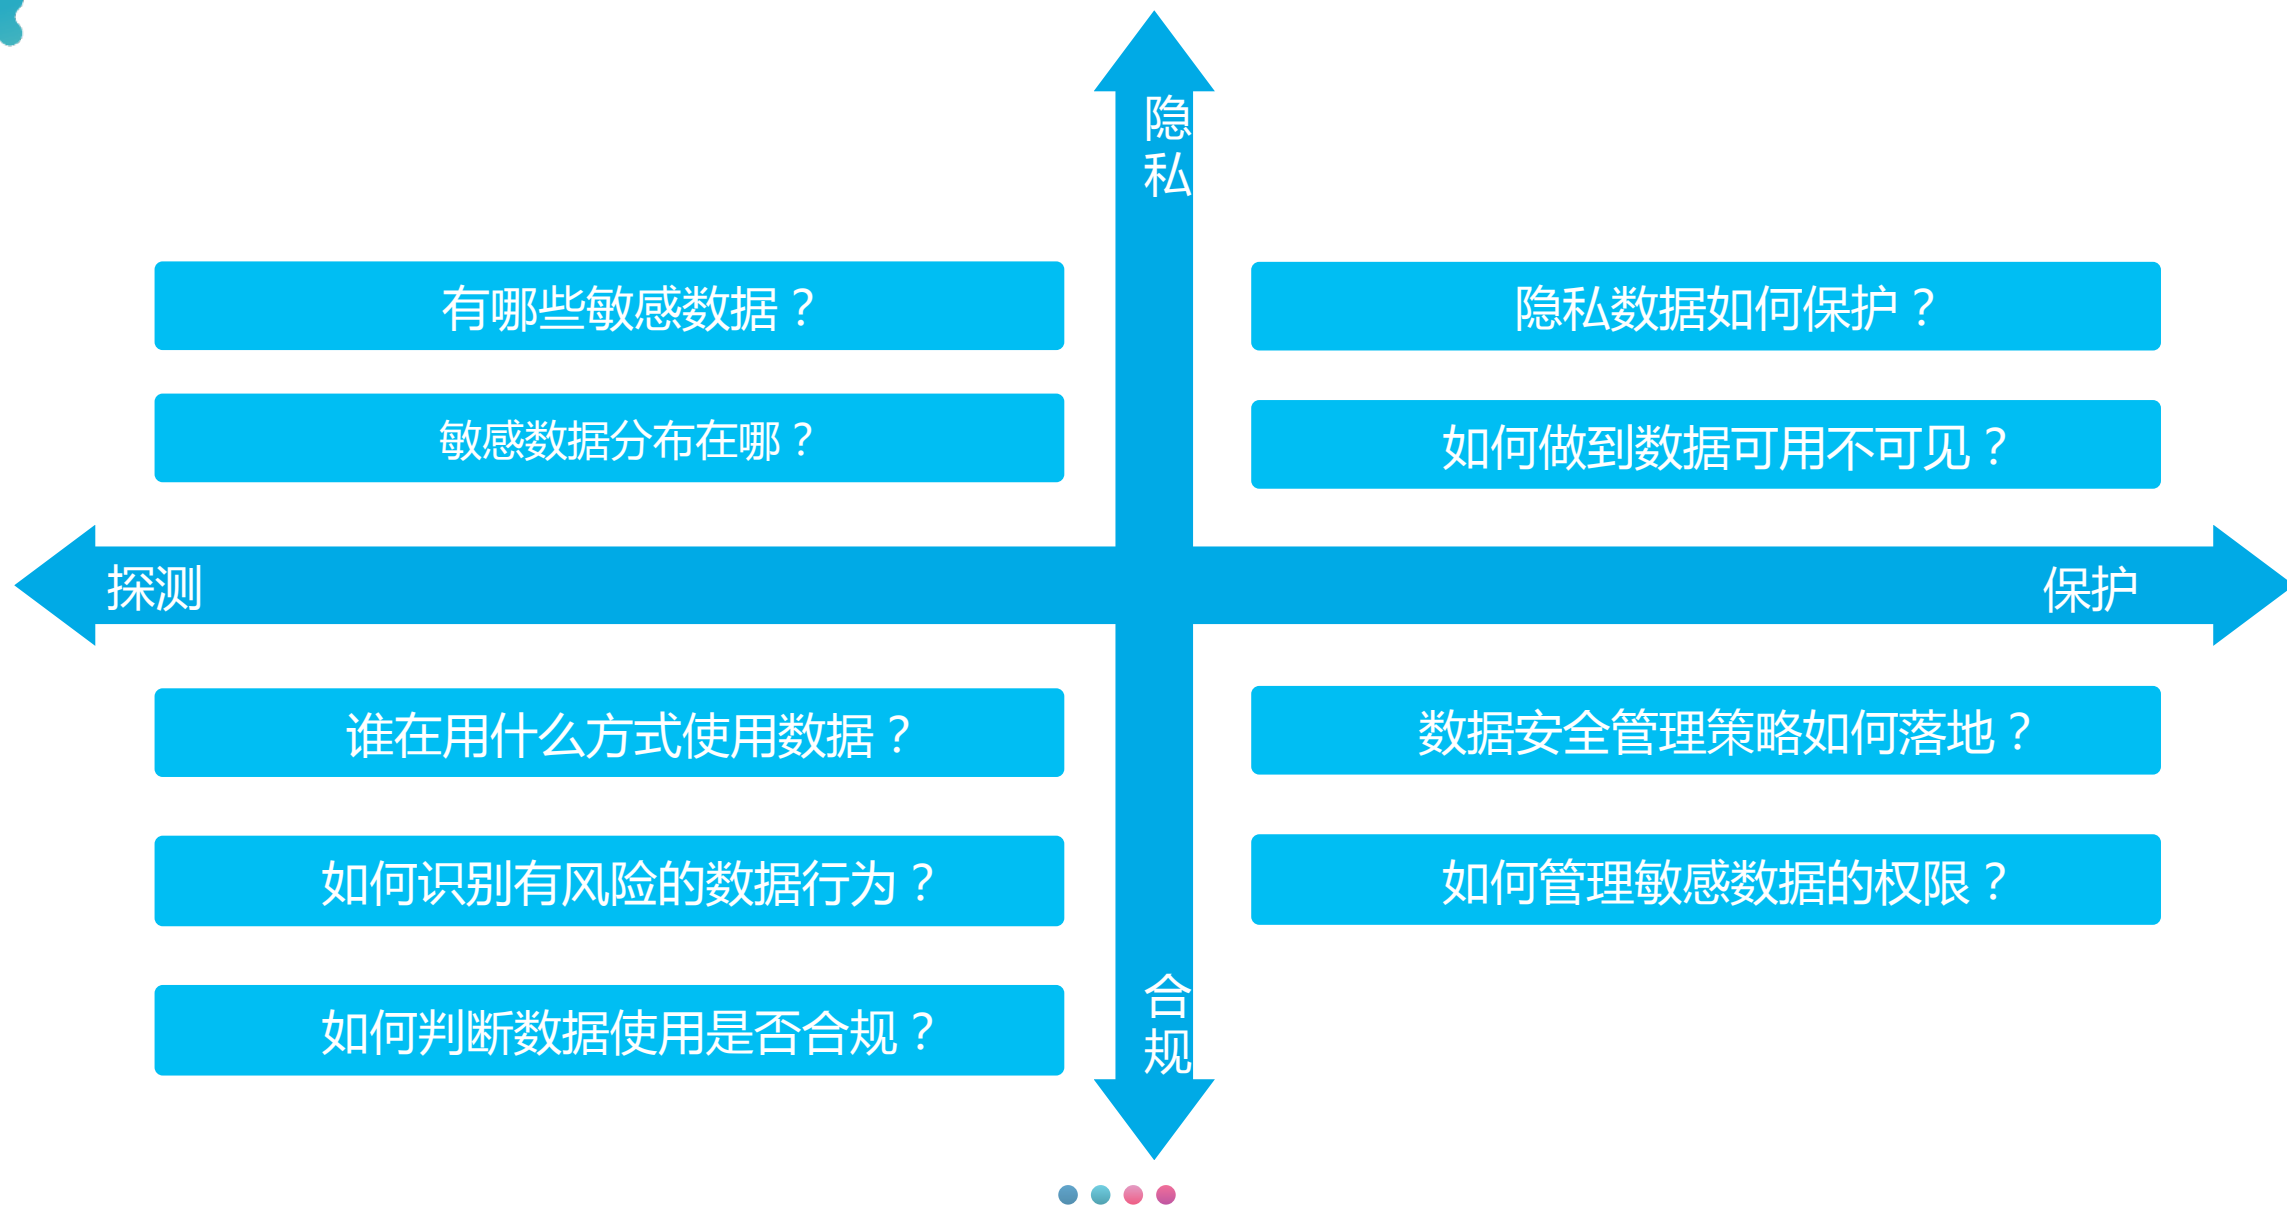 隐私
有哪些敏感数据？
隐私数据如何保护？
敏感数据分布在哪？
如何做到数据可用不可见？
探测
保护
谁在用什么方式使用数据？
数据安全管理策略如何落地？
如何识别有风险的数据行为？
如何管理敏感数据的权限？
合规
如何判断数据使用是否合规？